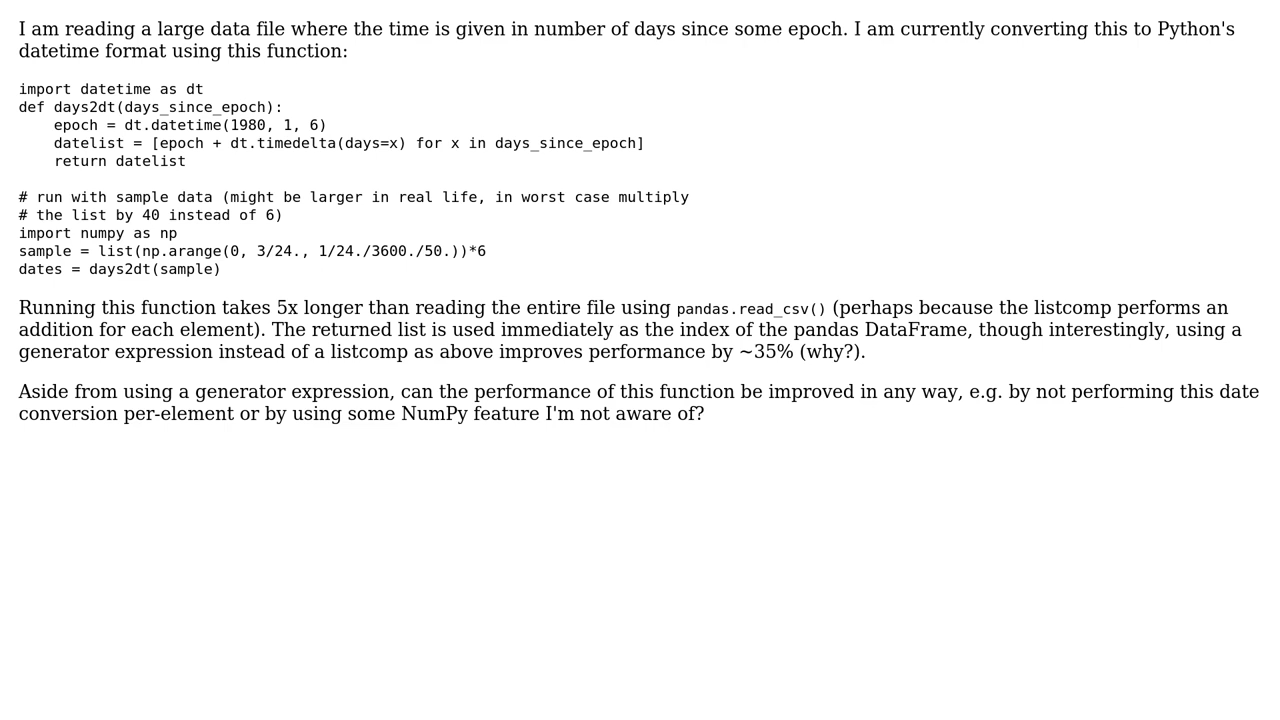 I am reading a large data file where the time is given in number of days since some epoch. I am currently converting this to Python's
datetime format using this function:
import datetime as dt
def days2dt(days_since_epoch):
    epoch = dt.datetime(1980, 1, 6)
    datelist = [epoch + dt.timedelta(days=x) for x in days_since_epoch]
    return datelist
# run with sample data (might be larger in real life, in worst case multiply
# the list by 40 instead of 6)
import numpy as np
sample = list(np.arange(0, 3/24., 1/24./3600./50.))*6
dates = days2dt(sample)
Running this function takes 5x longer than reading the entire file using pandas.read_csv() (perhaps because the listcomp performs an
addition for each element). The returned list is used immediately as the index of the pandas DataFrame, though interestingly, using a
generator expression instead of a listcomp as above improves performance by ~35% (why?).
Aside from using a generator expression, can the performance of this function be improved in any way, e.g. by not performing this date
conversion per-element or by using some NumPy feature I'm not aware of?